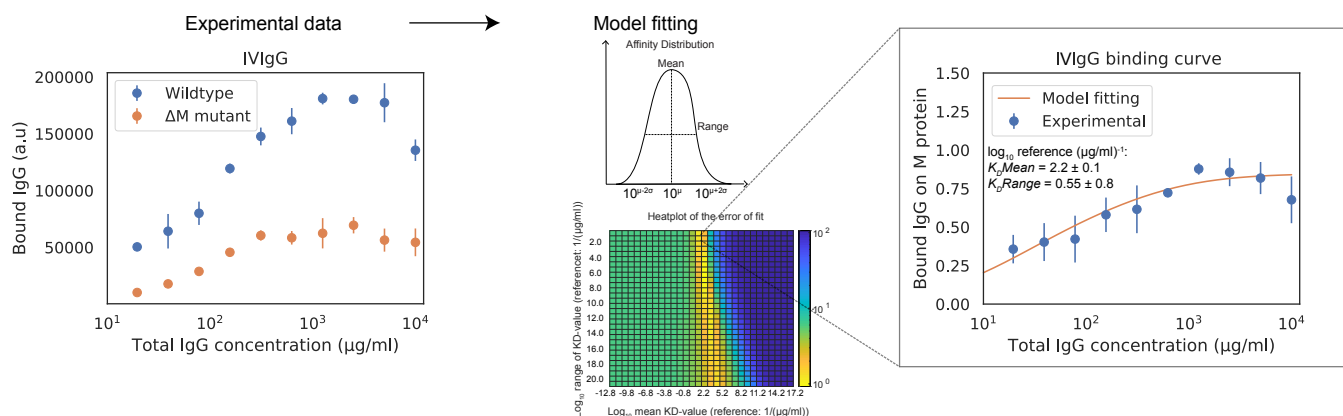 Experimental data
Model fitting
IVIgG
200000
150000
100000
50000
Bound IgG (a.u)
Wildtype
ΔM mutant
10¹
10²
10³
10⁴
Total IgG concentration (µg/ml)
Affinity Distribution
Mean
Range
10^µ-2σ
10^µ
10^µ+2σ
Heatplot of the error of fit
Log₁₀ range of KD-value (referencet: 1/(µg/ml))
2.0
4.0
6.0
8.0
10.0
12.0
14.0
16.0
18.0
20.0
-12.8 -9.8 -6.8 -3.8 -0.8 2.2 5.2 8.2 11.2 14.2 17.2
Log₁₀ mean KD-value (reference: 1/(µg/ml))
10²
10¹
10⁰
IVIgG binding curve
1.50
1.25
1.00
0.75
0.50
0.25
0.00
Bound IgG on M protein
Model fitting
Experimental
log₁₀ reference (µg/ml)⁻¹:
K_D Mean = 2.2 ± 0.1
K_D Range = 0.55 ± 0.8
10¹
10²
10³
10⁴
Total IgG concentration (µg/ml)